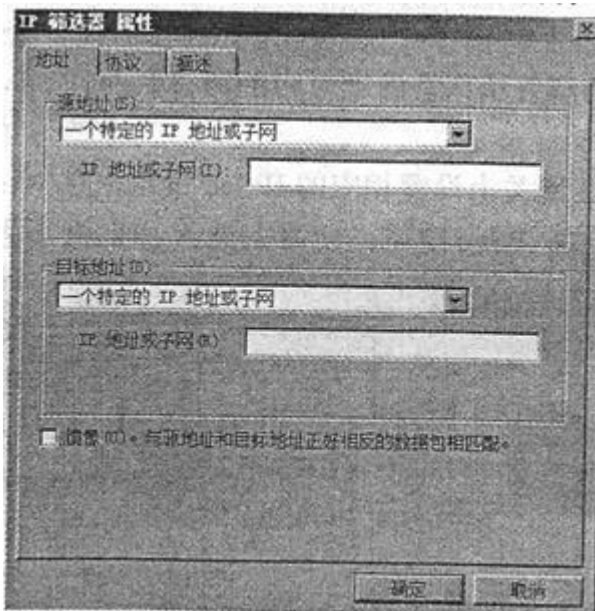 IP 筛选器 属性
地址 协议 描述
源地址(S)
一个特定的 IP 地址或子网
IP 地址或子网(I):
目标地址(D)
一个特定的 IP 地址或子网
IP 地址或子网(R)
镜像(O)。与源地址和目标地址正好相反的数据包相匹配。
确定 取消